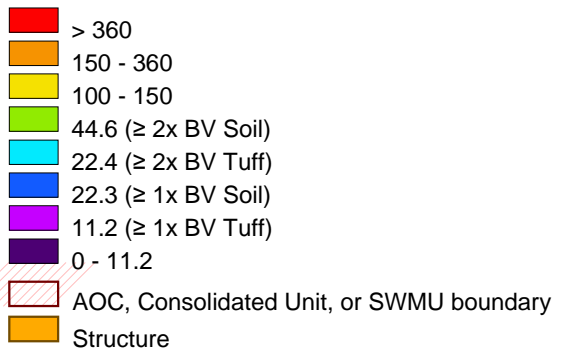 > 360
150 - 360
100 - 150
44.6 (≥ 2x BV Soil)
22.4 (≥ 2x BV Tuff)
22.3 (≥ 1x BV Soil)
11.2 (≥ 1x BV Tuff)
0 - 11.2
AOC, Consolidated Unit, or SWMU boundary
Structure